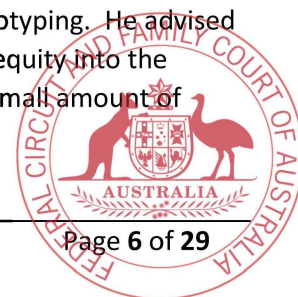 otyping. He advised
equity into the
mall amount of
FEDERAL CIRCUIT AND FAMILY COURT OF AUSTRALIA
AUSTRALIA
Page 6 of 29